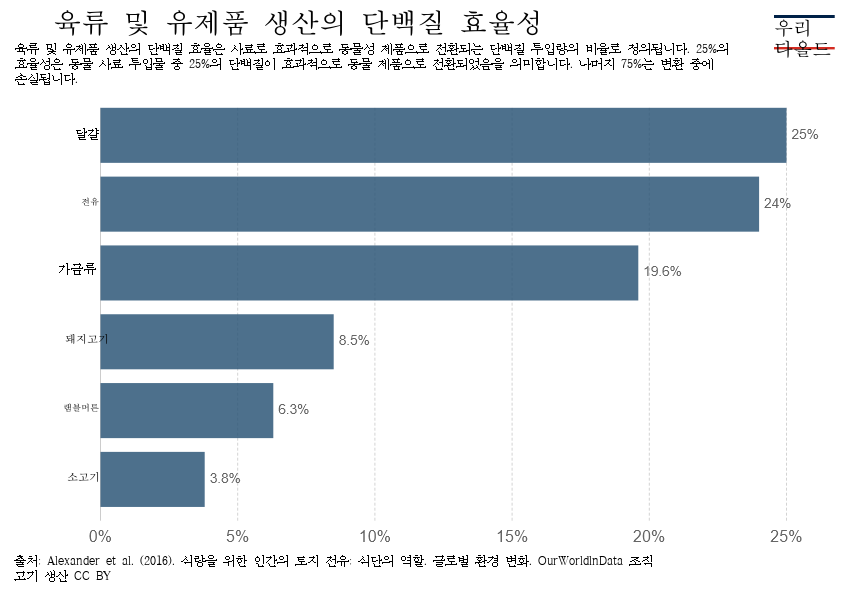 육류 및 유제품 생산의 단백질 효율성
우리
다울드
육류 및 유제품 생산의 단백질 효율은 사료로 효과적으로 동물성 제품으로 전환되는 단백질 투입량의 비율로 정의됩니다. 25%의
효율성은 동물 사료 투입물 중 25%의 단백질이 효과적으로 동물 제품으로 전환되었음을 의미합니다. 나머지 75%는 변환 중에
손실됩니다.
달걀 25%
전유 24%
가금류 19.6%
돼지고기 8.5%
램블머튼 6.3%
소고기 3.8%
0% 5% 10% 15% 20% 25%
출처: Alexander et al. (2016). 식량을 위한 인간의 토지 전유: 식단의 역할. 글로벌 환경 변화. OurWorldInData 조직
고기 생산 CC BY